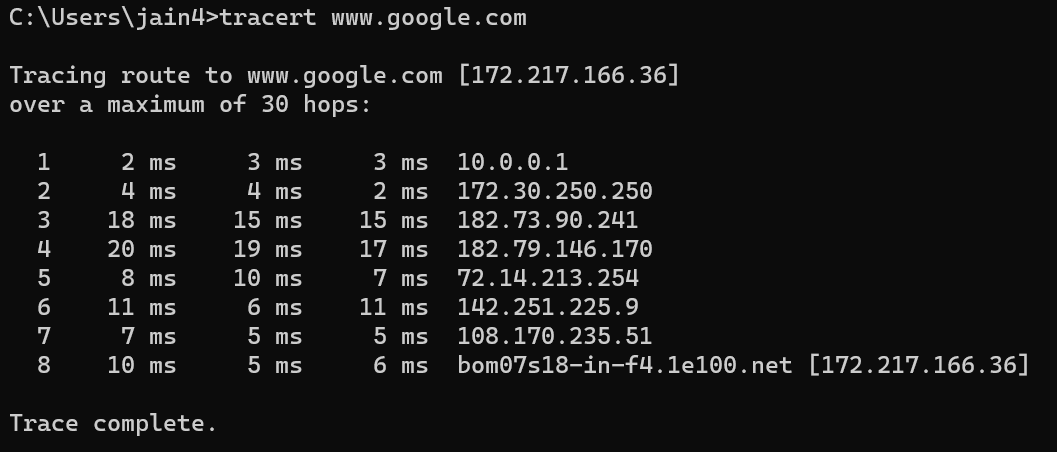 C:\Users\jain4>tracert www.google.com
Tracing route to www.google.com [172.217.166.36]
over a maximum of 30 hops:
1 2 ms 3 ms 3 ms 10.0.0.1
2 4 ms 4 ms 2 ms 172.30.250.250
3 18 ms 15 ms 15 ms 182.73.90.241
4 20 ms 19 ms 17 ms 182.79.146.170
5 8 ms 10 ms 7 ms 72.14.213.254
6 11 ms 6 ms 11 ms 142.251.225.9
7 7 ms 5 ms 5 ms 108.170.235.51
8 10 ms 5 ms 6 ms bom07s18-in-f4.1e100.net [172.217.166.36]
Trace complete.